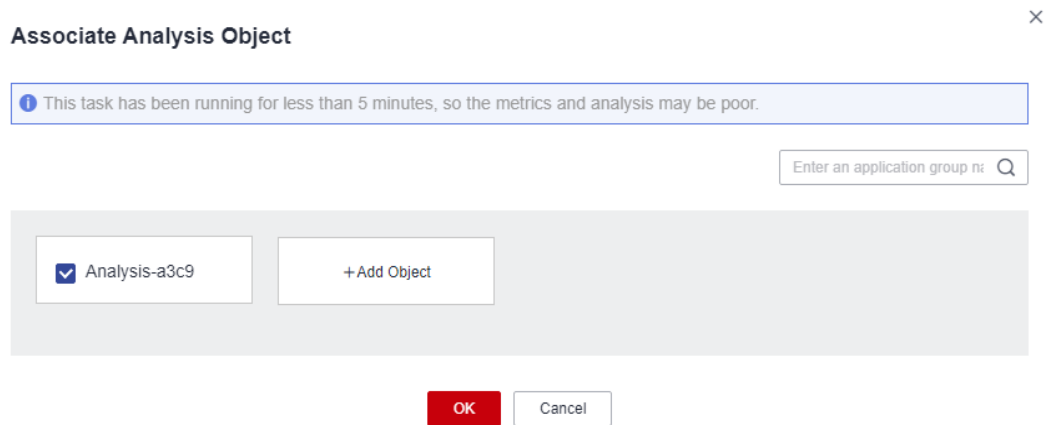 Associate Analysis Object
This task has been running for less than 5 minutes, so the metrics and analysis may be poor.
Enter an application group
Analysis-a3c9
+Add Object
OK
Cancel